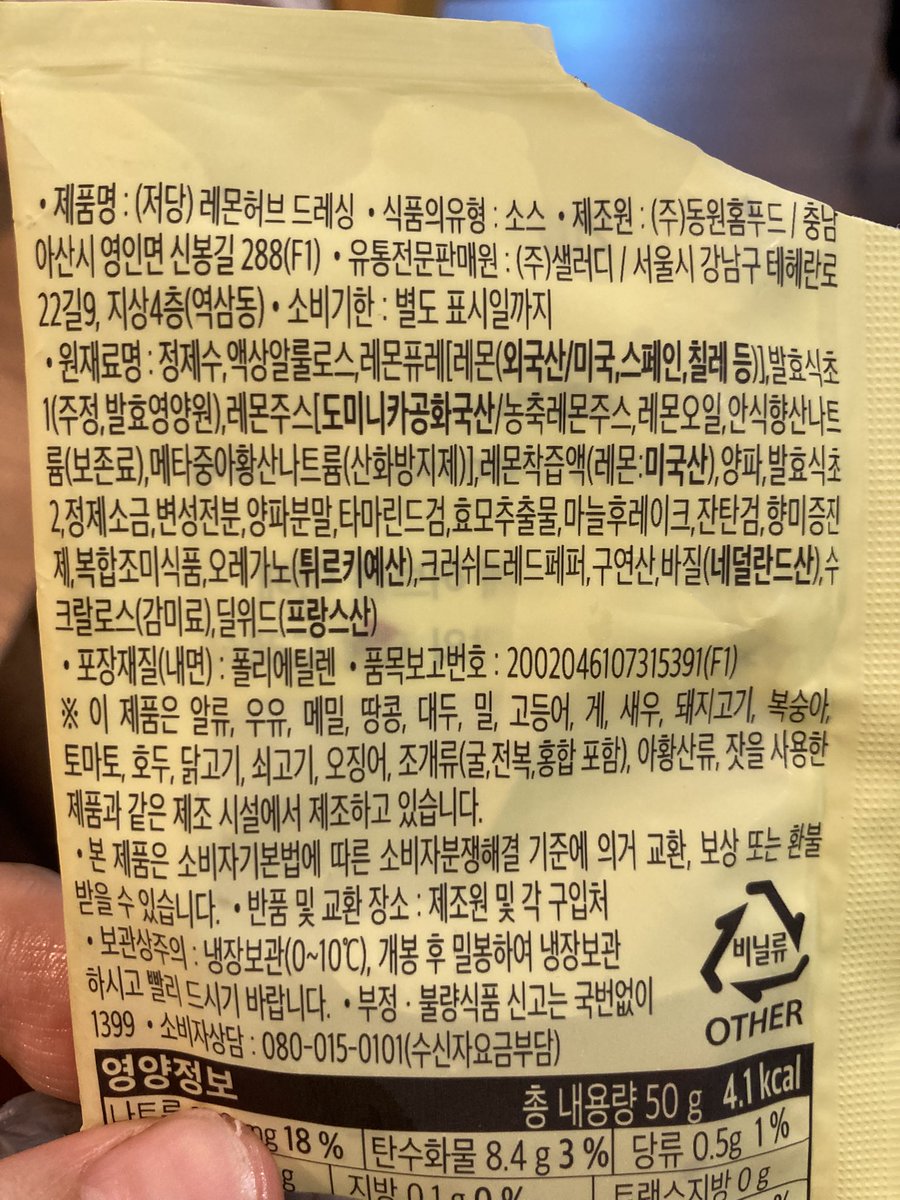 • 제품명 : (저당) 레몬허브 드레싱 • 식품의유형 : 소스 • 제조원 : (주)동원홈푸드 / 충남
아산시 영인면 신봉길 288(F1) • 유통전문판매원 : (주)샐러디 / 서울시 강남구 테헤란로
22길9, 지상4층(역삼동) • 소비기한 : 별도 표시일까지
• 원재료명 : 정제수,액상알룰로스,레몬퓨레[레몬(외국산/미국,스페인,칠레 등)],발효식초
1(주정,발효영양원),레몬주스[도미니카공화국산/농축레몬주스,레몬오일,안식향산나트
륨(보존료),메타중아황산나트륨(산화방지제)],레몬착즙액(레몬:미국산),양파,발효식초
2,정제소금,변성전분,양파분말,타마린드검,효모추출물,마늘후레이크,잔탄검,향미증진
제,복합조미식품,오레가노(튀르키예산),크러쉬드레드페퍼,구연산,바질(네덜란드산),수
크랄로스(감미료),딜위드(프랑스산)
• 포장재질(내면) : 폴리에틸렌 • 품목보고번호 : 2002046107315391(F1)
※ 이 제품은 알류, 우유, 메밀, 땅콩, 대두, 밀, 고등어, 게, 새우, 돼지고기, 복숭아,
토마토, 호두, 닭고기, 쇠고기, 오징어, 조개류(굴,전복,홍합 포함), 아황산류, 잣을 사용한
제품과 같은 제조 시설에서 제조하고 있습니다.
• 본 제품은 소비자기본법에 따른 소비자분쟁해결 기준에 의거 교환, 보상 또는 환불
받을 수 있습니다. • 반품 및 교환 장소 : 제조원 및 각 구입처
• 보관상주의 : 냉장보관(0~10℃), 개봉 후 밀봉하여 냉장보관
하시고 빨리 드시기 바랍니다. • 부정 · 불량식품 신고는 국번없이
1399 • 소비자상담 : 080-015-0101(수신자요금부담)
비닐류
OTHER
영양정보 총 내용량 50 g 4.1 kcal
mg 18 % 탄수화물 8.4 g 3 % 당류 0.5g 1 %
g 지방 0.1 g 0 % 트랜스지방 0 g